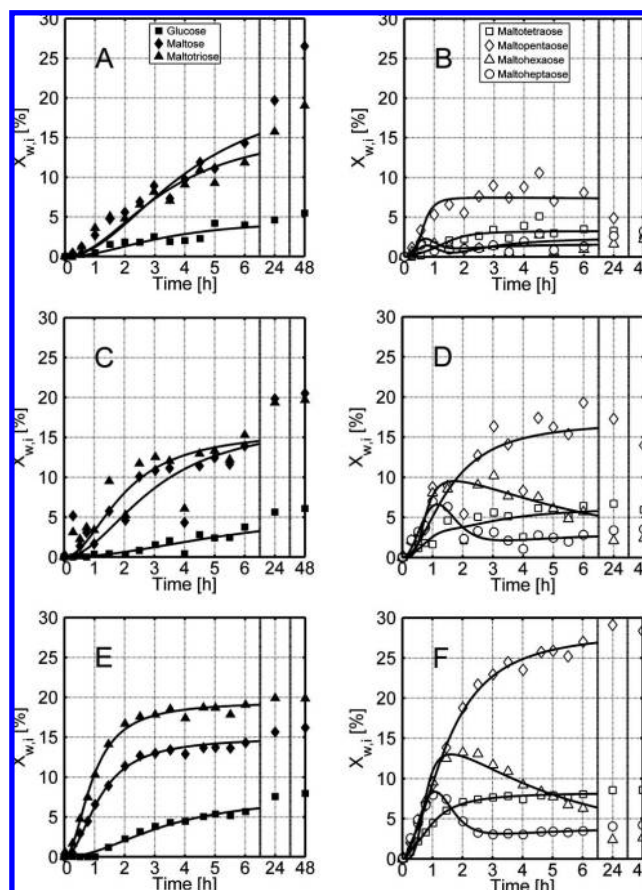 30
25
20
15
10
5
0
X_w,i [%]
A
Glucose
Maltose
Maltotriose
0 1 2 3 4 5 6 24 48
Time [h]
30
25
20
15
10
5
0
X_w,i [%]
B
Maltotetraose
Maltopentaose
Maltohexaose
Maltoheptaose
0 1 2 3 4 5 6 24 4
Time [h]
30
25
20
15
10
5
0
X_w,i [%]
C
0 1 2 3 4 5 6 24 48
Time [h]
30
25
20
15
10
5
0
X_w,i [%]
D
0 1 2 3 4 5 6 24 4
Time [h]
30
25
20
15
10
5
0
X_w,i [%]
E
0 1 2 3 4 5 6 24 48
Time [h]
30
25
20
15
10
5
0
X_w,i [%]
F
0 1 2 3 4 5 6 24 4
Time [h]